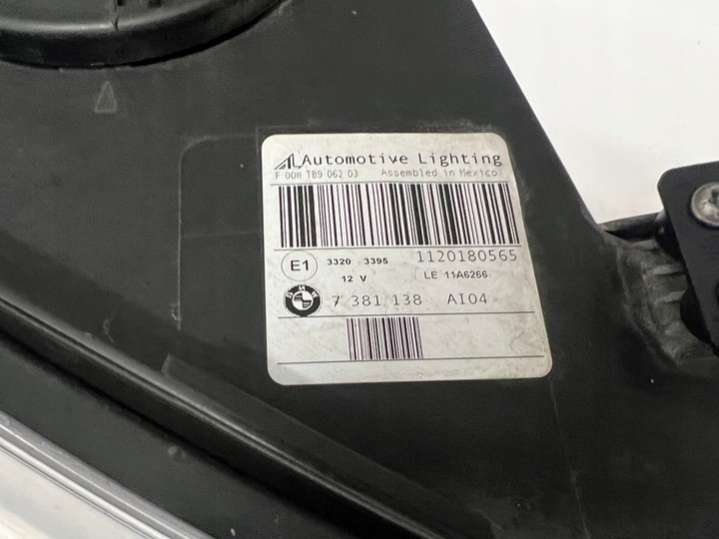 AL Automotive Lighting
F 00H TB9 062 03 Assembled in Mexico
E1 3320 3395 1120180565
12 V LE 11A6266
7 381 138 AI04